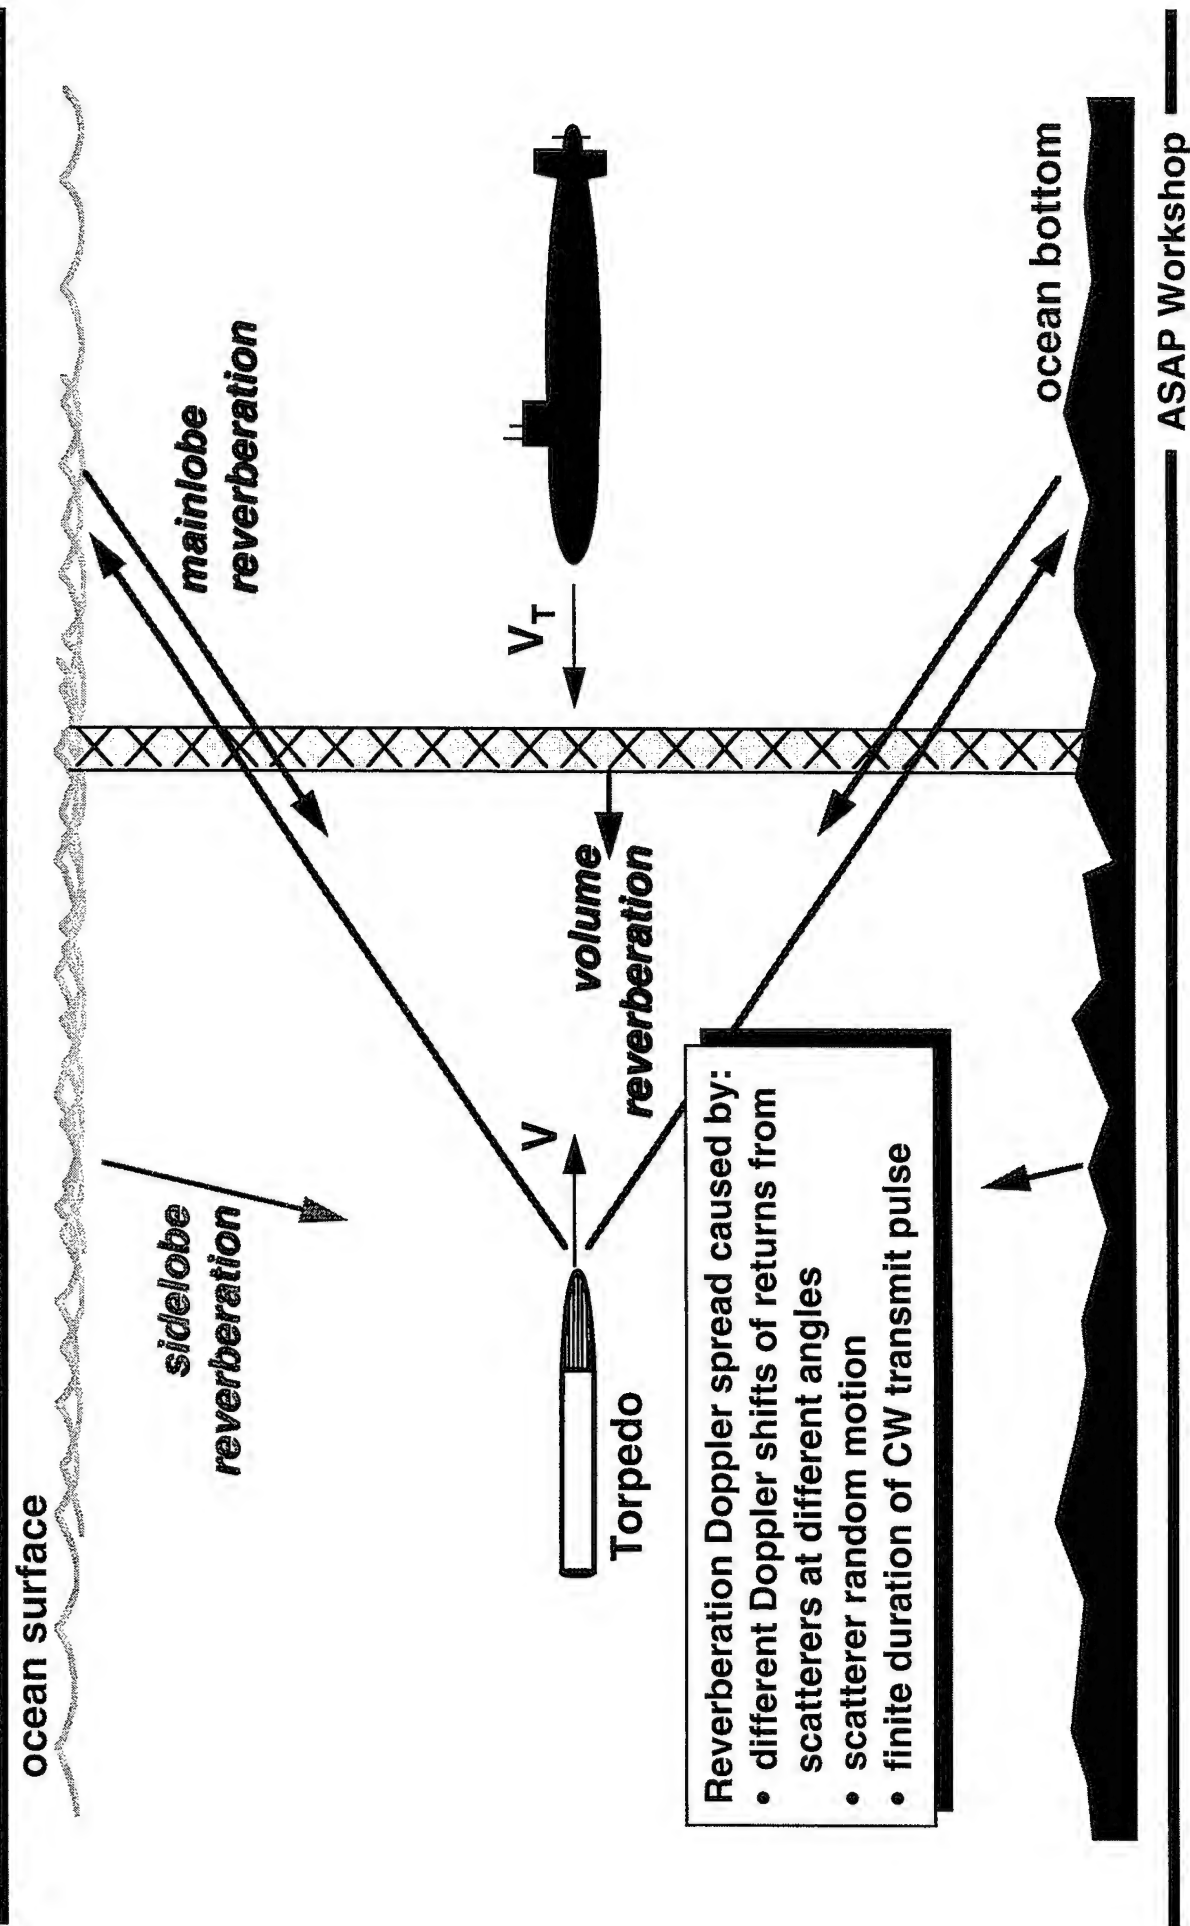 ocean surface
sidelobe
reverberation
mainlobe
reverberation
V
V_T
Torpedo
volume
reverberation
Reverberation Doppler spread caused by:
• different Doppler shifts of returns from
scatterers at different angles
• scatterer random motion
• finite duration of CW transmit pulse
ocean bottom
ASAP Workshop